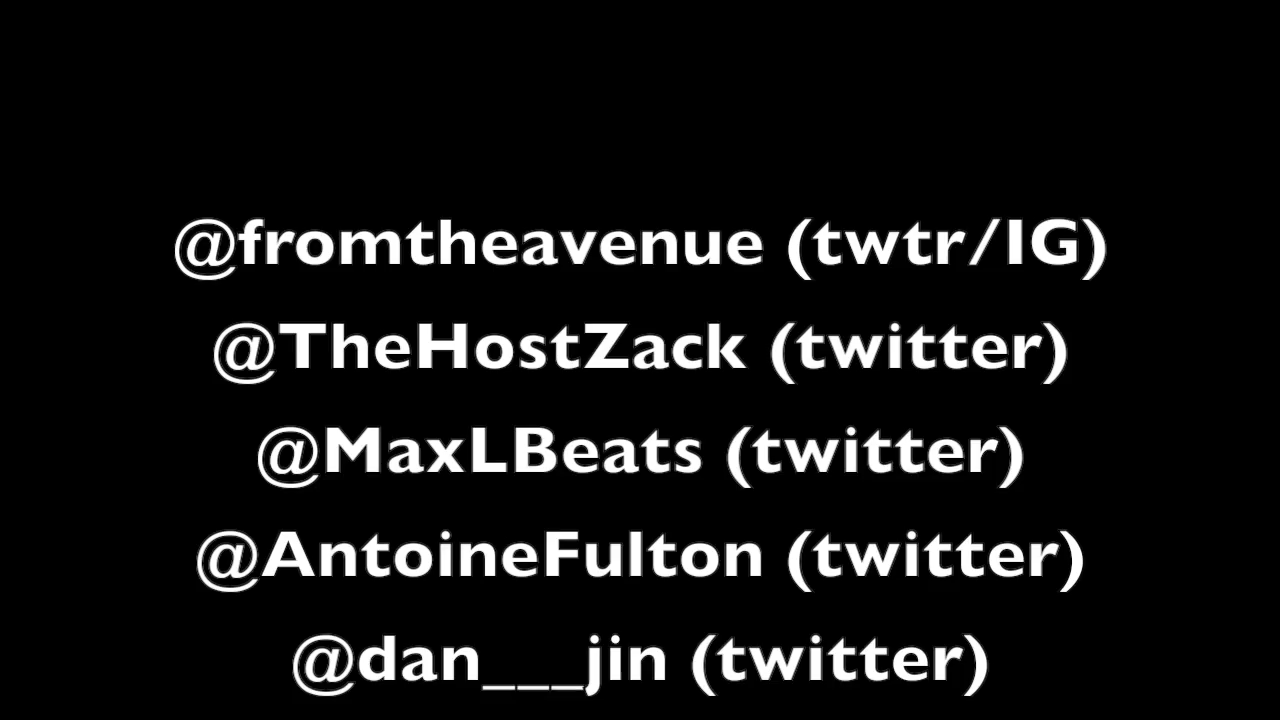 @fromtheavenue (twtr/IG)
@TheHostZack (twitter)
@MaxLBeats (twitter)
@AntoineFulton (twitter)
@dan___jin (twitter)